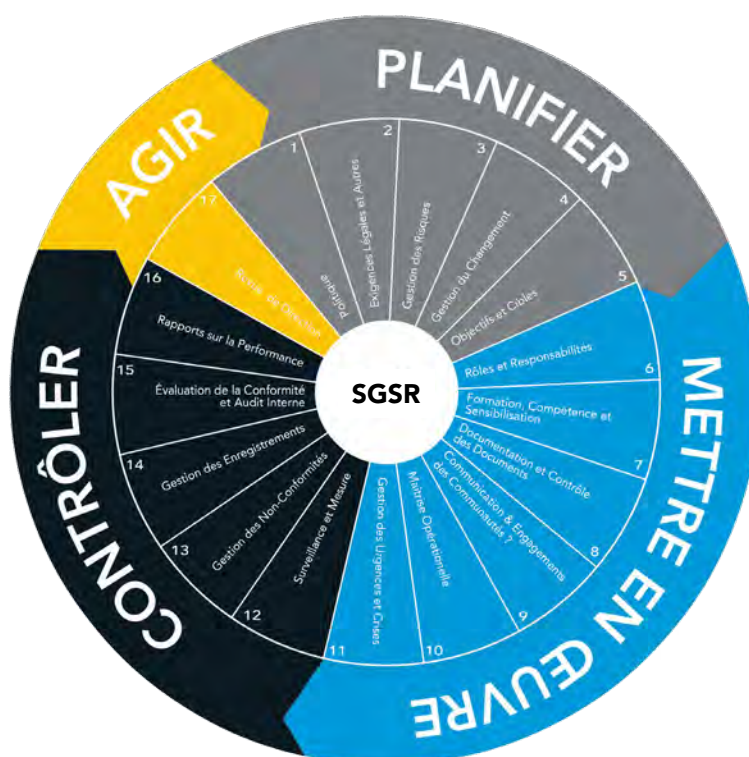 PLANIFIER
METTRE EN ŒUVRE
CONTRÔLER
AGIR
SGSR
1
Politique
2
Exigences Légales et Autres
3
Gestion des Risques
4
Gestion du Changement
5
Objectifs et Cibles
Rôles et Responsabilités
6
Formation, Compétence et
Sensibilisation
7
Documentation et Contrôle
des Documents
8
Communication & Engagements
des Communautés ?
9
Maîtrise Opérationelle
10
Gestion des Urgences et Crises
11
Surveillance et Mesure
12
Gestion des Non-Conformités
13
Gestion des Enregistrements
14
Évaluation de la Conformité
et Audit Interne
15
Rapports sur la Performance
16
de Direction
17